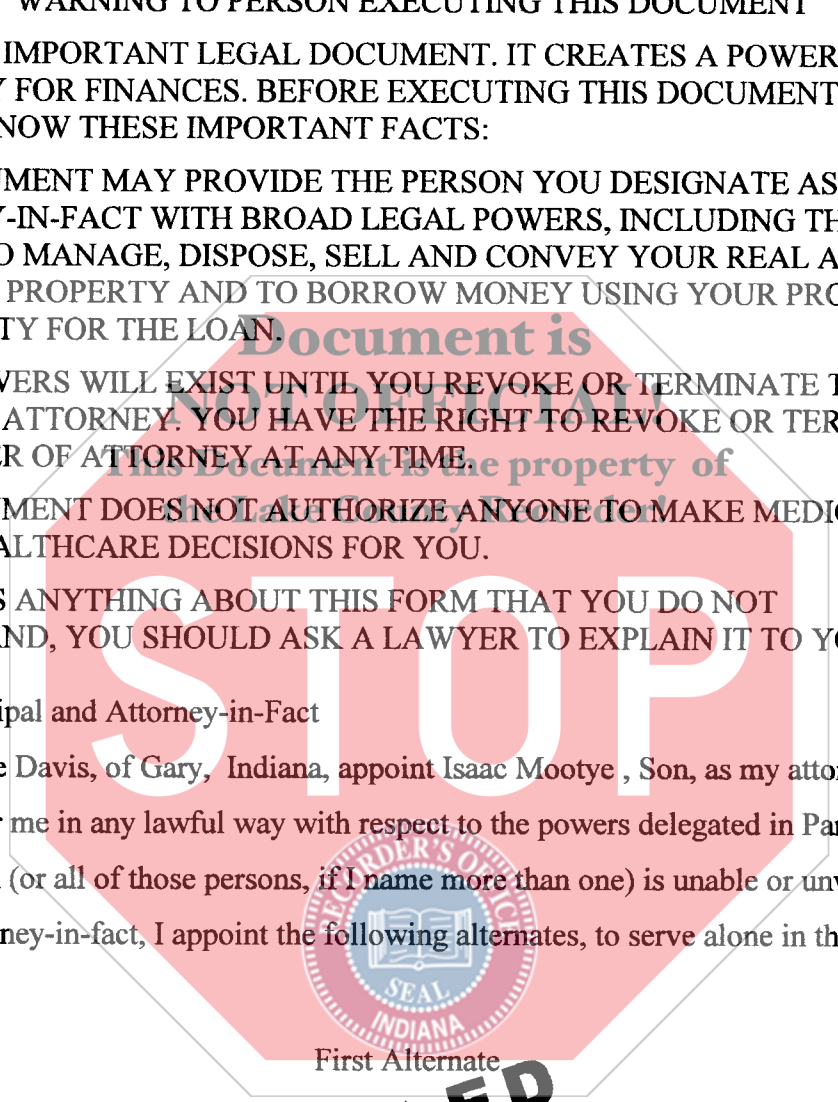 WARNING TO PERSON EXECUTING THIS DOCUMENT
IMPORTANT LEGAL DOCUMENT. IT CREATES A POWER
Y FOR FINANCES. BEFORE EXECUTING THIS DOCUMENT
NOW THESE IMPORTANT FACTS:
UMENT MAY PROVIDE THE PERSON YOU DESIGNATE AS
Y-IN-FACT WITH BROAD LEGAL POWERS, INCLUDING TH
O MANAGE, DISPOSE, SELL AND CONVEY YOUR REAL A
PROPERTY AND TO BORROW MONEY USING YOUR PRO
TY FOR THE LOAN.
Document is
WERS WILL EXIST UNTIL YOU REVOKE OR TERMINATE T
NOT OFFICIAL!
ATTORNEY. YOU HAVE THE RIGHT TO REVOKE OR TER
R OF ATTORNEY AT ANY TIME.
This Document is the property of
the Lake County Recorder!
MENT DOES NOT AUTHORIZE ANYONE TO MAKE MEDIC
ALTHCARE DECISIONS FOR YOU.
S ANYTHING ABOUT THIS FORM THAT YOU DO NOT
AND, YOU SHOULD ASK A LAWYER TO EXPLAIN IT TO YO
STOP
ipal and Attorney-in-Fact
e Davis, of Gary, Indiana, appoint Isaac Mootye , Son, as my attor
r me in any lawful way with respect to the powers delegated in Par
(or all of those persons, if I name more than one) is unable or unw
ney-in-fact, I appoint the following alternates, to serve alone in th
RECORDER'S OFFICE
SEAL
INDIANA
First Alternate
ED